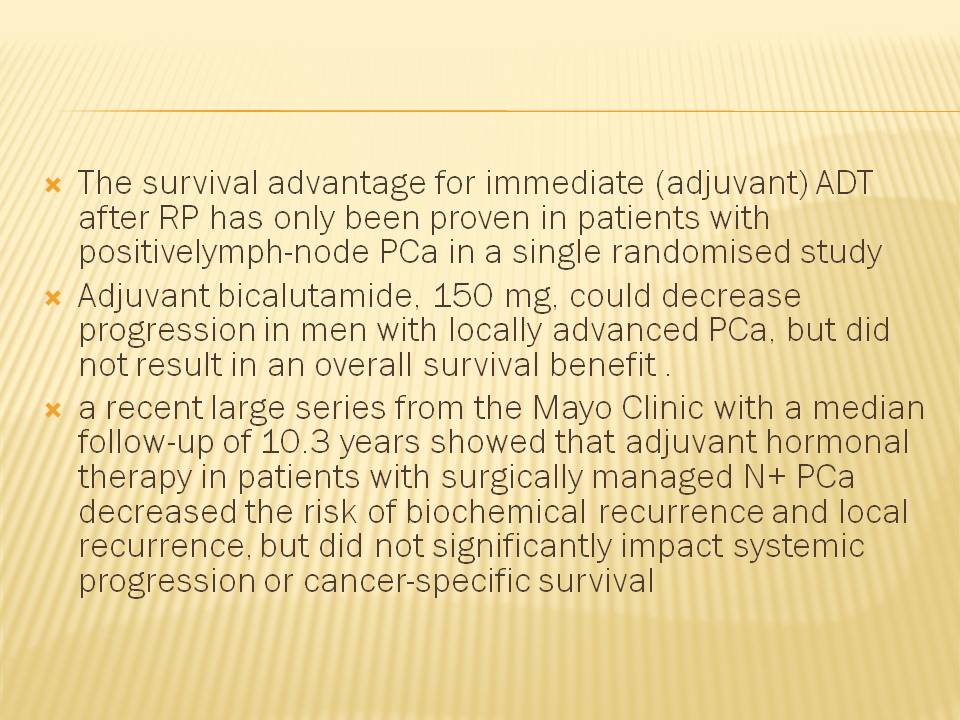 The survival advantage for immediate (adjuvant) ADT
after RP has only been proven in patients with
positivelymph-node PCa in a single randomised study
Adjuvant bicalutamide, 150 mg, could decrease
progression in men with locally advanced PCa, but did
not result in an overall survival benefit .
a recent large series from the Mayo Clinic with a median
follow-up of 10.3 years showed that adjuvant hormonal
therapy in patients with surgically managed N+ PCa
decreased the risk of biochemical recurrence and local
recurrence, but did not significantly impact systemic
progression or cancer-specific survival